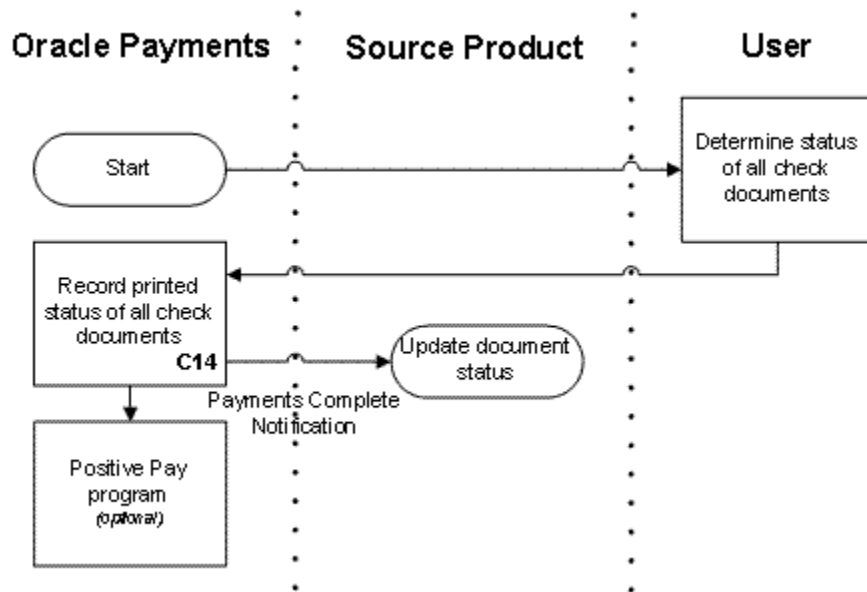 Oracle Payments
Source Product
User
Start
Determine status
of all check
documents
Record printed
status of all check
documents
C14
Update document
status
Payments Complete
Notification
Positive Pay
program
(optional)